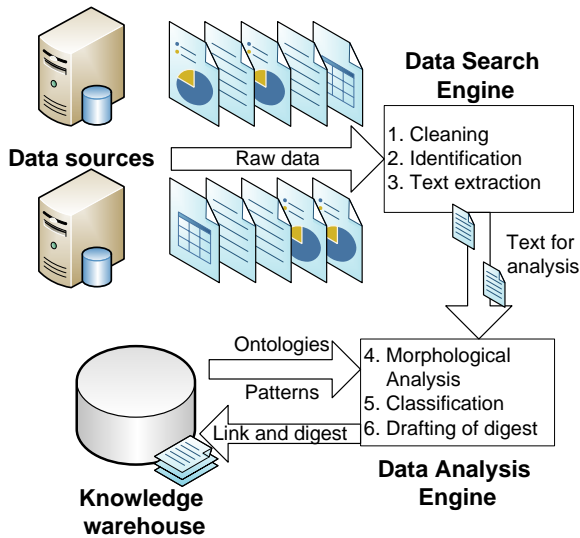 Data Search
Engine
Data sources
Raw data
1. Cleaning
2. Identification
3. Text extraction
Text for
analysis
Ontologies
Patterns
Link and digest
4. Morphological
Analysis
5. Classification
6. Drafting of digest
Knowledge
warehouse
Data Analysis
Engine